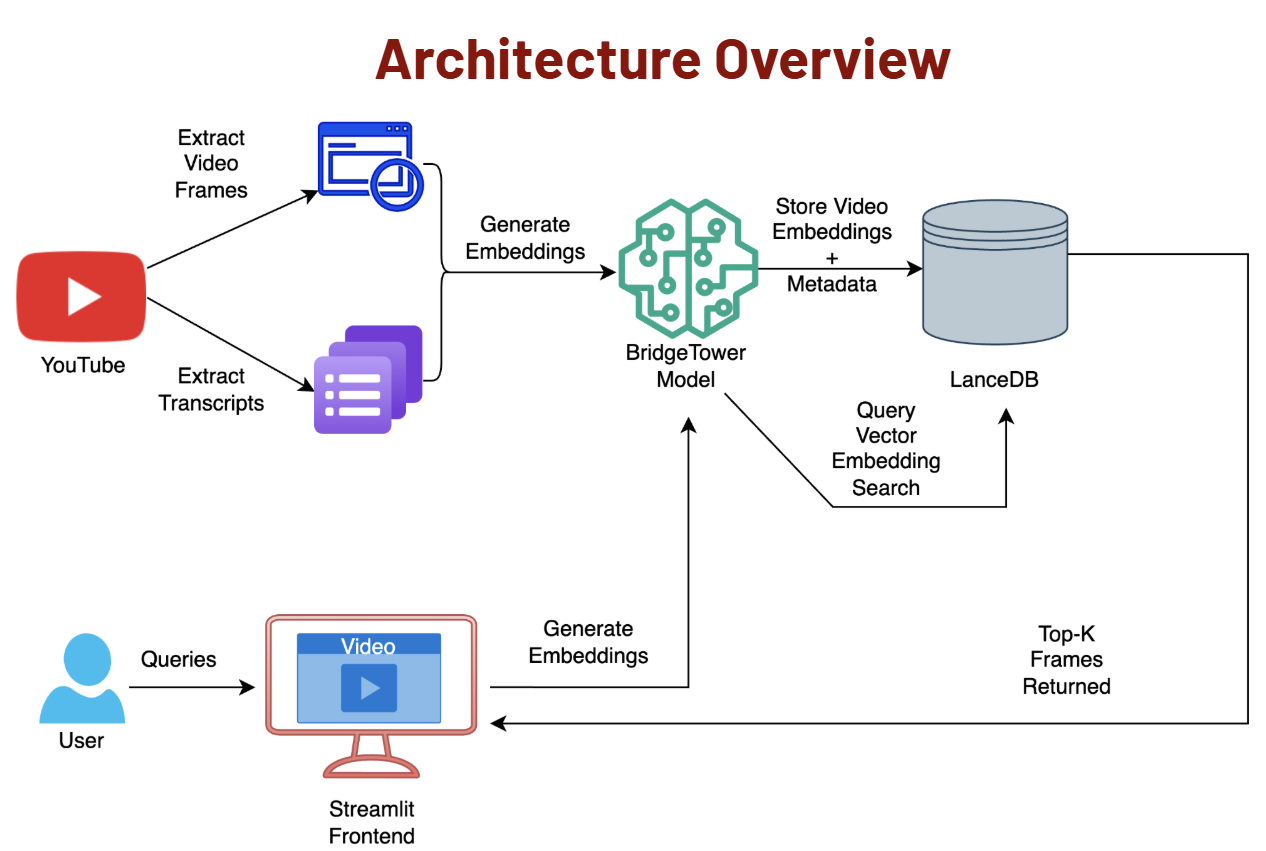 Architecture Overview
Extract
Video
Frames
Generate
Embeddings
Store Video
Embeddings
+
Metadata
YouTube
Extract
Transcripts
BridgeTower
Model
LanceDB
Query
Vector
Embedding
Search
Queries
User
Video
Streamlit
Frontend
Generate
Embeddings
Top-K
Frames
Returned